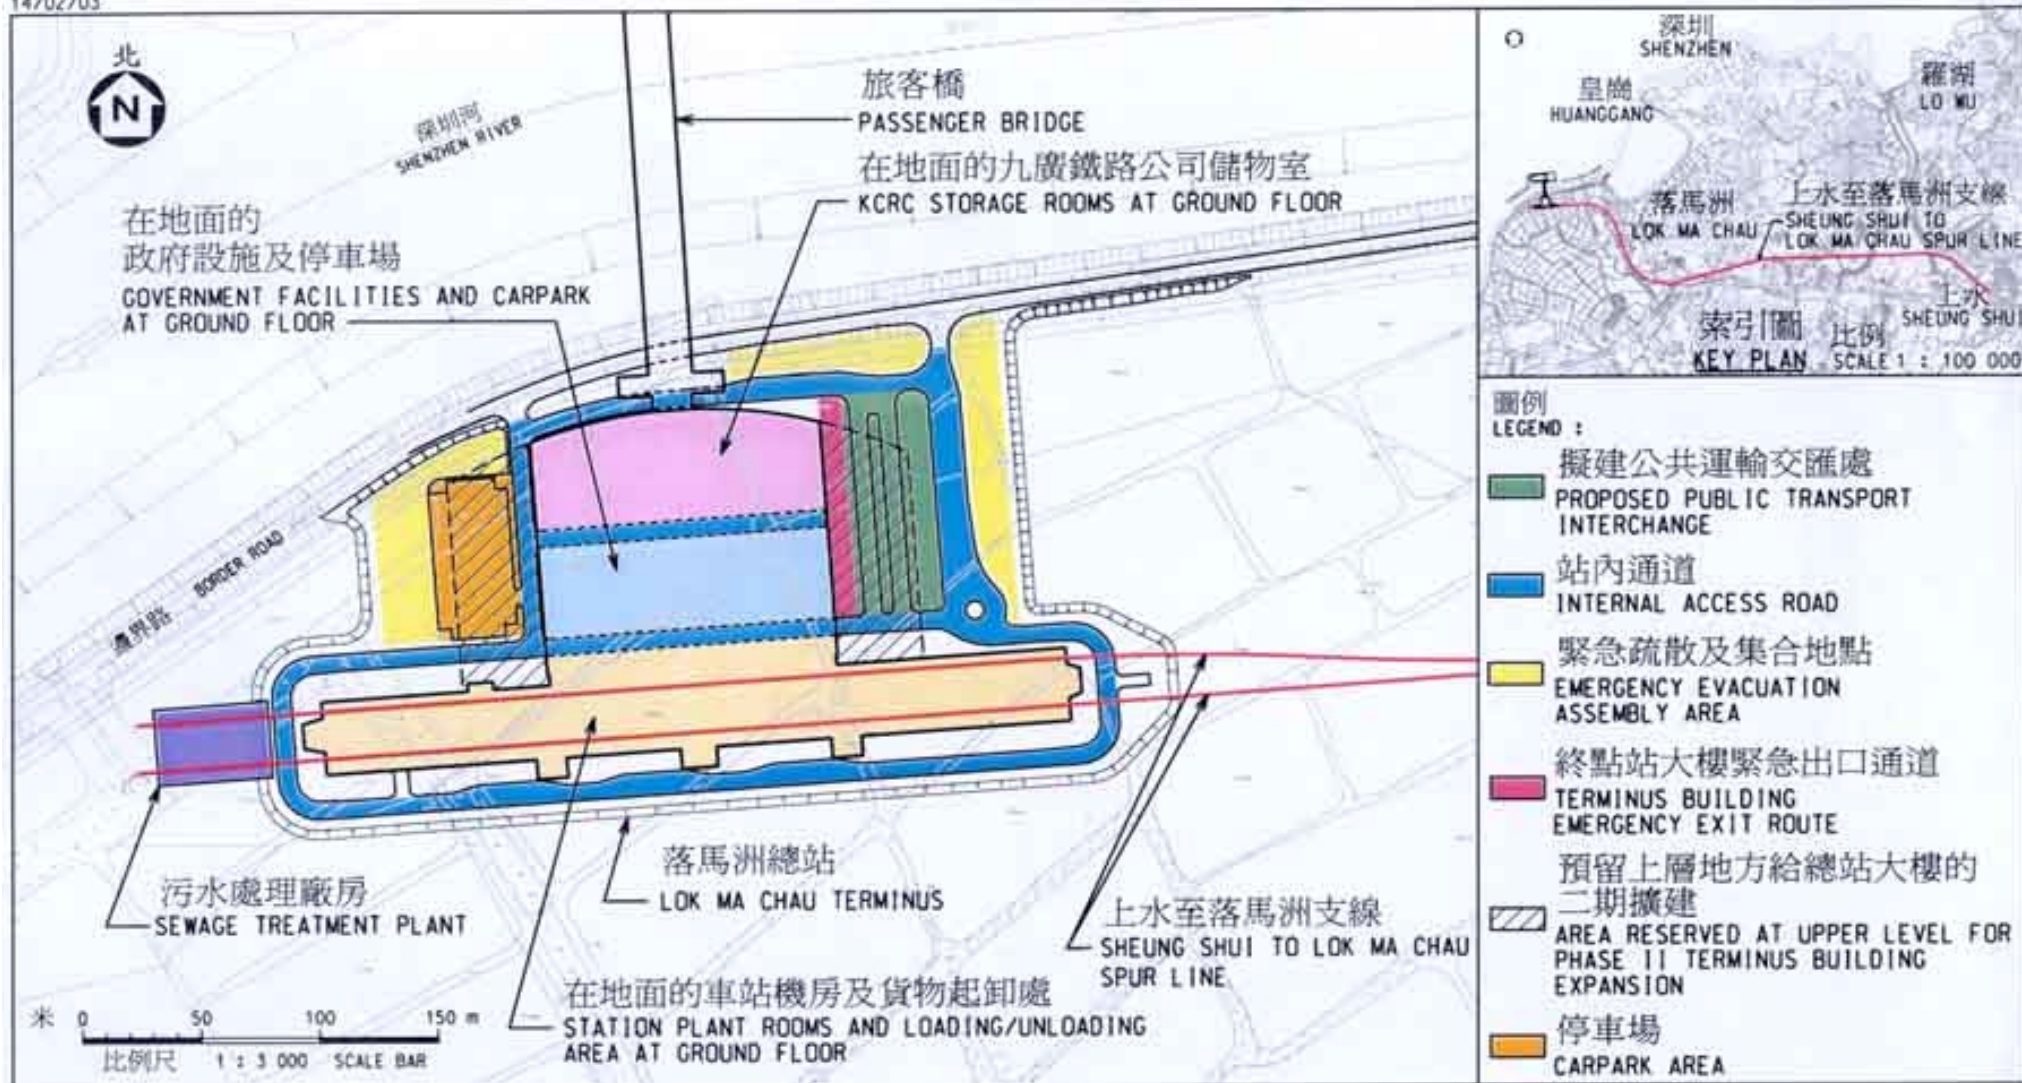 14702703
北
N
深圳河
SHENZHEN RIVER
旅客橋
PASSENGER BRIDGE
在地面的九廣鐵路公司儲物室
KCRC STORAGE ROOMS AT GROUND FLOOR
在地面的
政府設施及停車場
GOVERNMENT FACILITIES AND CARPARK
AT GROUND FLOOR
邊界路 BORDER ROAD
污水處理廠房
SEWAGE TREATMENT PLANT
落馬洲總站
LOK MA CHAU TERMINUS
上水至落馬洲支線
SHEUNG SHUI TO LOK MA CHAU
SPUR LINE
在地面的車站機房及貨物起卸處
STATION PLANT ROOMS AND LOADING/UNLOADING
AREA AT GROUND FLOOR
米 0 50 100 150 m
比例尺 1 : 3 000 SCALE BAR
深圳
SHENZHEN
皇崗
HUANGGANG
羅湖
LO WU
落馬洲
LOK MA CHAU
上水至落馬洲支線
SHEUNG SHUI TO
LOK MA CHAU SPUR LINE
上水
SHEUNG SHUI
索引圖 比例
KEY PLAN SCALE 1 : 100 000
圖例
LEGEND :
擬建公共運輸交匯處
PROPOSED PUBLIC TRANSPORT
INTERCHANGE
站內通道
INTERNAL ACCESS ROAD
緊急疏散及集合地點
EMERGENCY EVACUATION
ASSEMBLY AREA
終點站大樓緊急出口通道
TERMINUS BUILDING
EMERGENCY EXIT ROUTE
預留上層地方給總站大樓的
二期擴建
AREA RESERVED AT UPPER LEVEL FOR
PHASE II TERMINUS BUILDING
EXPANSION
停車場
CARPARK AREA